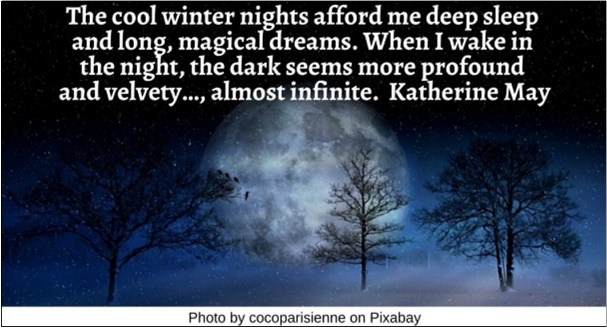 The cool winter nights afford me deep sleep
and long, magical dreams. When I wake in
the night, the dark seems more profound
and velvety..., almost infinite.  Katherine May
Photo by cocoparisienne on Pixabay